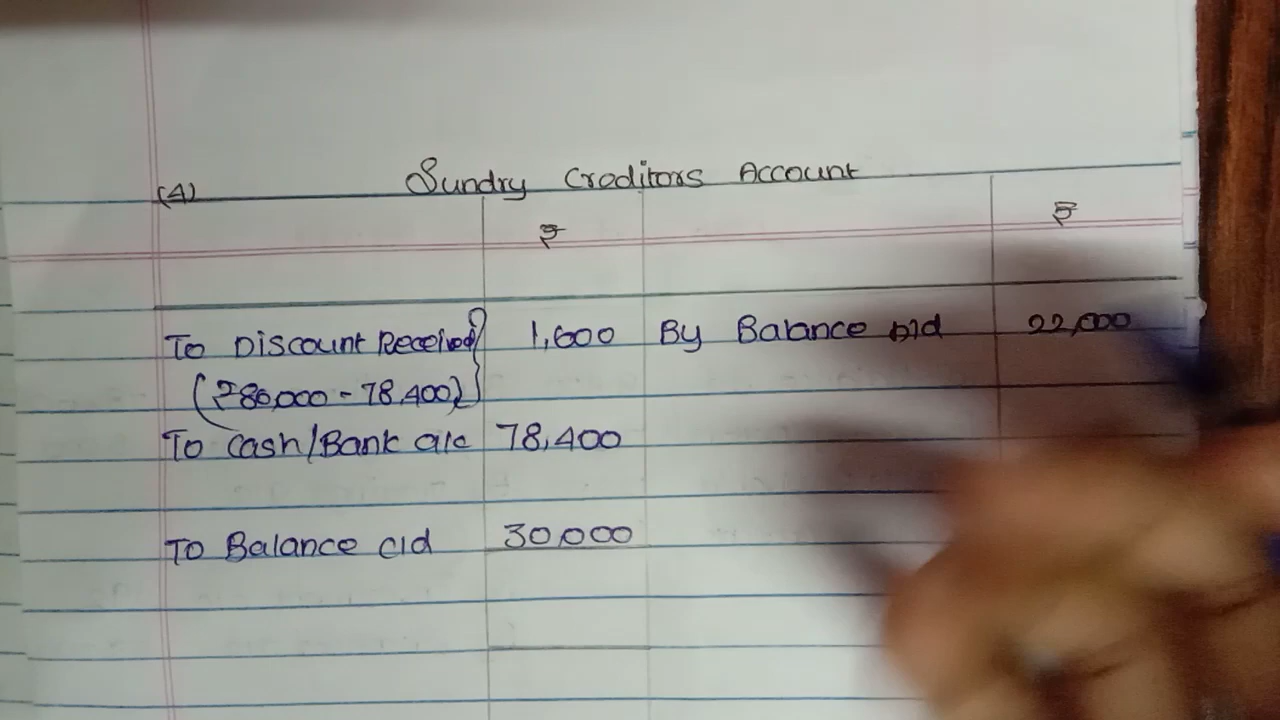 (4) Sundry Creditors Account
₹ ₹
To Discount Received 1,600 By Balance b/d 22,000
(₹80,000 - 78,400)
To Cash/Bank a/c 78,400
To Balance c/d 30,000